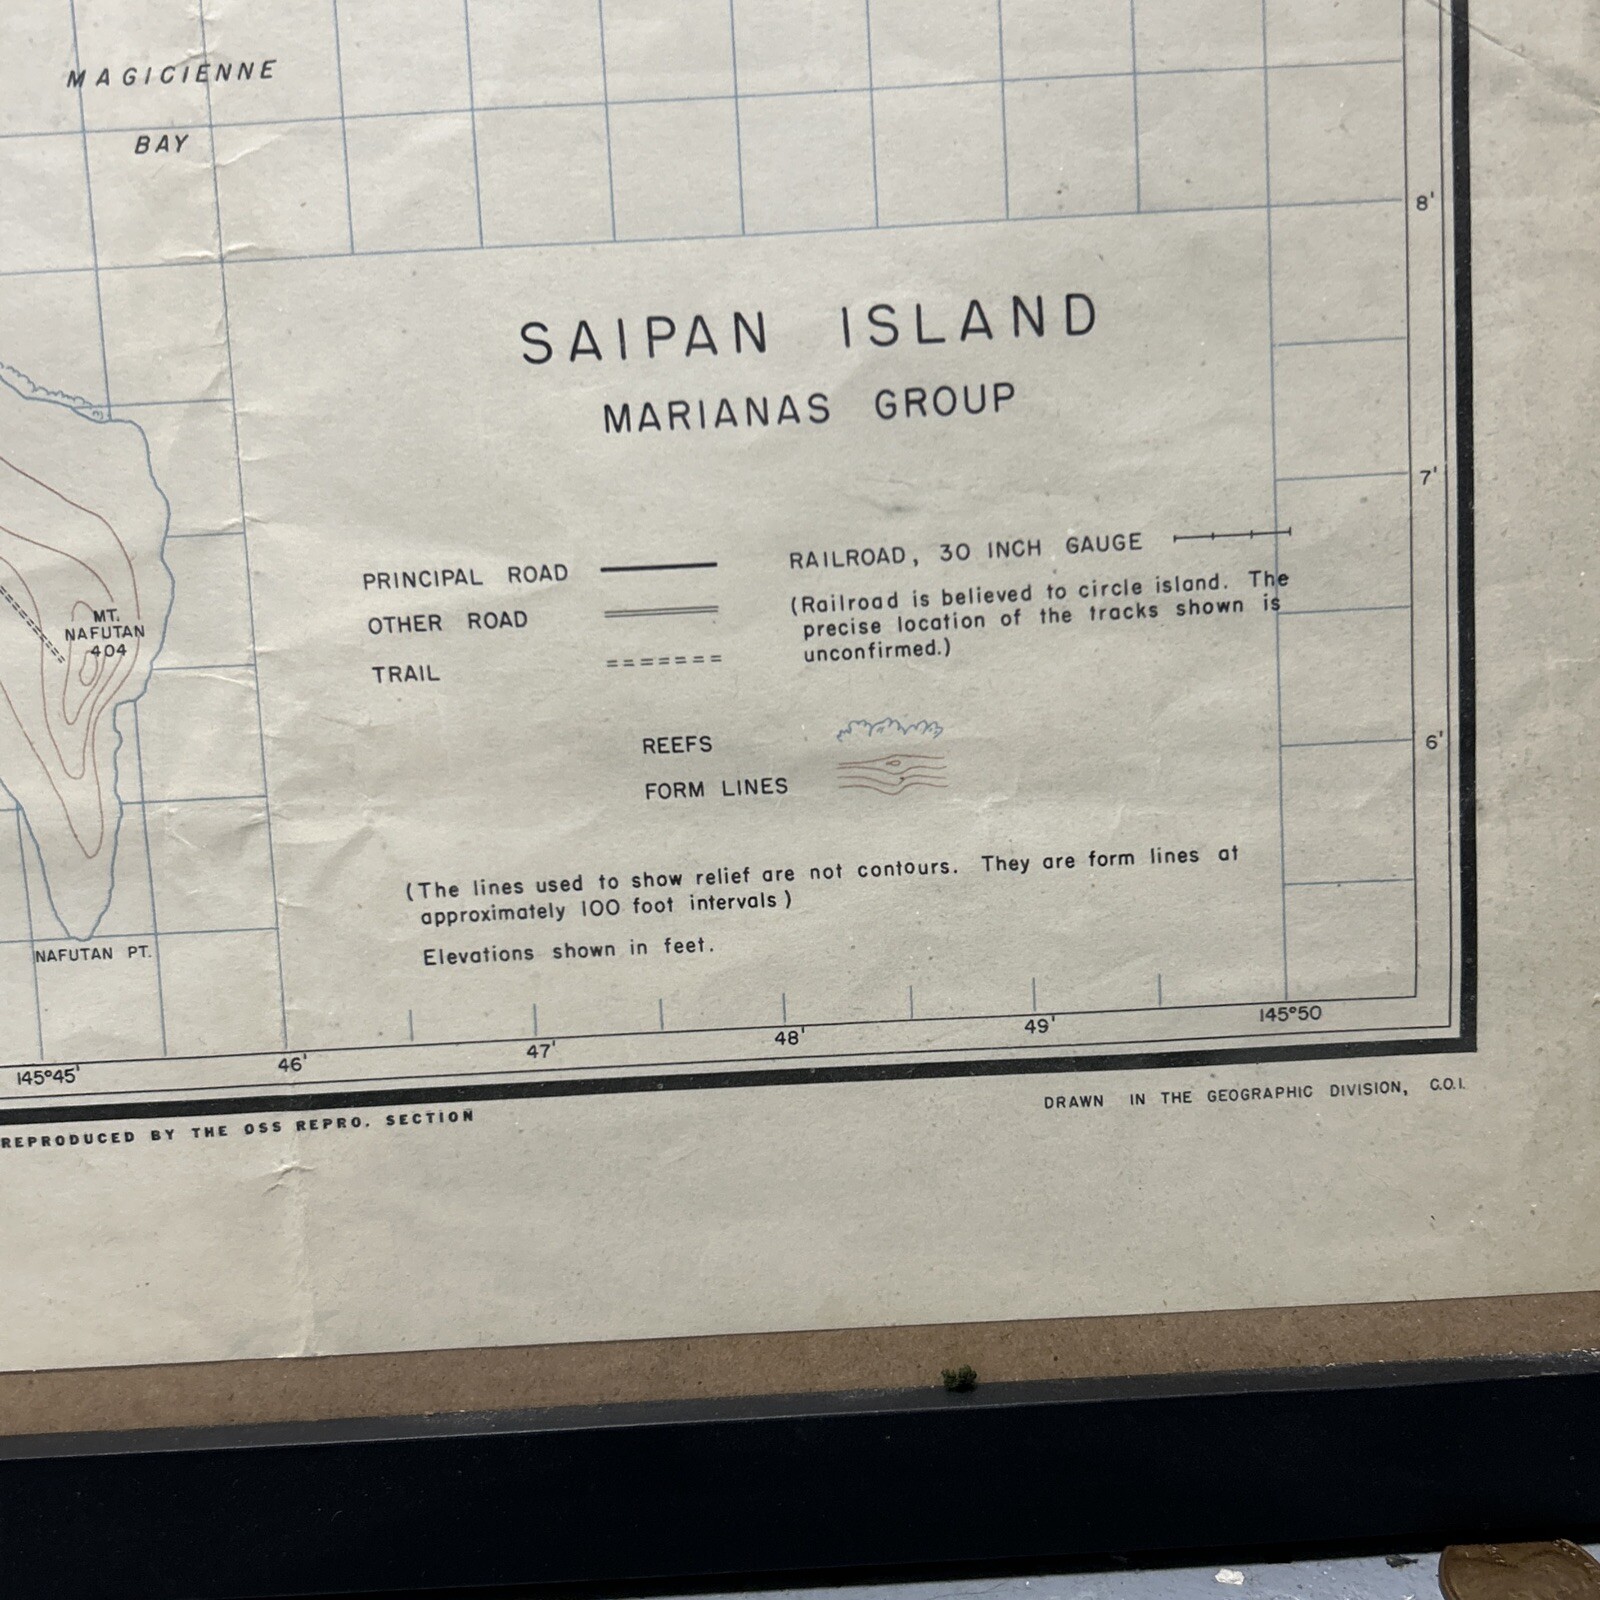 MAGICIENNE
BAY
8'
SAIPAN ISLAND
MARIANAS GROUP
7'
PRINCIPAL ROAD
OTHER ROAD
TRAIL
RAILROAD, 30 INCH GAUGE
(Railroad is believed to circle island. The
precise location of the tracks shown is
unconfirmed.)
MT.
NAFUTAN
404
REEFS
FORM LINES
6'
(The lines used to show relief are not contours. They are form lines at
approximately 100 foot intervals)
Elevations shown in feet.
NAFUTAN PT.
145°45'
46'
47'
48'
49'
145°50
REPRODUCED BY THE OSS REPRO. SECTION
DRAWN IN THE GEOGRAPHIC DIVISION, C.O.I.